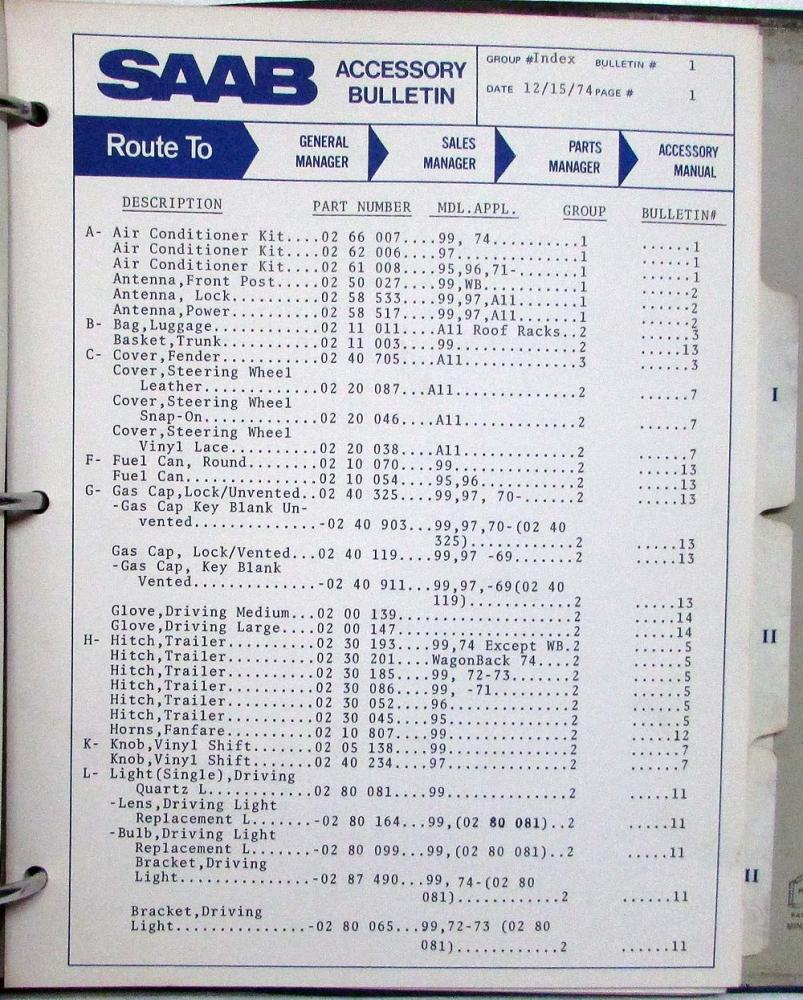 SAAB ACCESSORY BULLETIN
GROUP #Index BULLETIN # 1
DATE 12/15/74 PAGE # 1
Route To GENERAL MANAGER SALES MANAGER PARTS MANAGER ACCESSORY MANUAL
DESCRIPTION PART NUMBER MDL.APPL. GROUP BULLETIN#
A- Air Conditioner Kit....02 66 007....99, 74..........1 ......1
Air Conditioner Kit....02 62 006....97.............1 ......1
Air Conditioner Kit....02 61 008....95,96,71-.......1 ......1
Antenna,Front Post.....02 50 027....99,WB...........1 ......2
Antenna, Lock..........02 58 533....99,97,All.......1 ......2
Antenna,Power..........02 58 517....99,97,All.......1 ......2
B- Bag,Luggage............02 11 011....All Roof Racks..2 ......3
Basket,Trunk...........02 11 003....99..............2 .....13
C- Cover,Fender...........02 40 705....All.............3 ......3
Cover,Steering Wheel
Leather.............02 20 087...All..............2 .....7
Cover,Steering Wheel
Snap-On.............02 20 046....All.............2 .....7
Cover,Steering Wheel
Vinyl Lace..........02 20 038....All.............2 .....7
F- Fuel Can, Round........02 10 070....99..............2 .....13
Fuel Can...............02 10 054....95,96...........2 .....13
G- Gas Cap,Lock/Unvented..02 40 325....99,97, 70-......2 .....13
-Gas Cap Key Blank Un-
vented..............-02 40 903...99,97,70-(02 40
325)............2 .....13
Gas Cap, Lock/Vented...02 40 119....99,97 -69.......2 .....13
-Gas Cap, Key Blank
Vented..............-02 40 911...99,97,-69(02 40
119)............2 .....13
Glove,Driving Medium...02 00 139....................2 .....14
Glove,Driving Large....02 00 147....................2 .....14
H- Hitch,Trailer..........02 30 193....99,74 Except WB.2 .....5
Hitch,Trailer..........02 30 201....WagonBack 74....2 .....5
Hitch,Trailer..........02 30 185....99, 72-73.......2 .....5
Hitch,Trailer..........02 30 086....99, -71.........2 .....5
Hitch,Trailer..........02 30 052....96..............2 .....5
Hitch,Trailer..........02 30 045....95..............2 .....5
Horns,Fanfare..........02 10 807....99..............2 .....12
K- Knob,Vinyl Shift.......02 05 138....99..............2 .....7
Knob,Vinyl Shift.......02 40 234....97..............2 .....7
L- Light(Single),Driving
Quartz L............02 80 081....99..............2 .....11
-Lens,Driving Light
Replacement L.......-02 80 164...99,(02 80 081)..2 .....11
-Bulb,Driving Light
Replacement L.......-02 80 099...99,(02 80 081)..2 .....11
Bracket,Driving
Light...............-02 87 490...99, 74-(02 80
081)............2 ......11
Bracket,Driving
Light...............-02 80 065...99,72-73 (02 80
081)............2 ......11
I
II
II